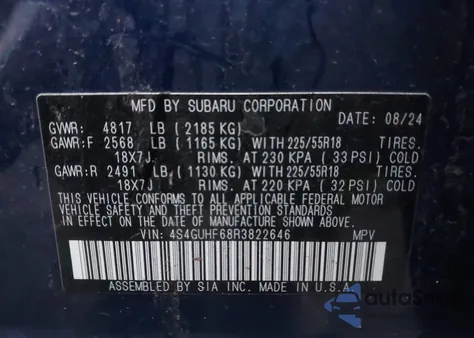 MFD BY SUBARU CORPORATION
DATE: 08/24
GVWR: 4817 LB (2185 KG)
GAWR:F 2568 LB (1165 KG) WITH 225/55R18 TIRES.
18X7J. RIMS. AT 230 KPA (33 PSI) COLD
GAWR:R 2491 LB (1130 KG) WITH 225/55R18 TIRES.
18X7J RIMS. AT 220 KPA (32 PSI) COLD
THIS VEHICLE CONFORMS TO ALL APPLICABLE FEDERAL MOTOR
VEHICLE SAFETY AND THEFT PREVENTION STANDARDS IN EFFECT ON THE
DATE OF MANUFACTURE SHOWN ABOVE.
VIN: 4S4GUHF68R3822646 MPV
ASSEMBLED BY SIA INC. MADE IN U.S.A.